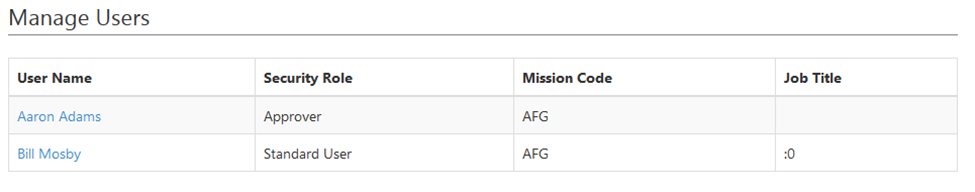 Manage Users
User Name Security Role Mission Code Job Title
Aaron Adams Approver AFG
Bill Mosby Standard User AFG :0